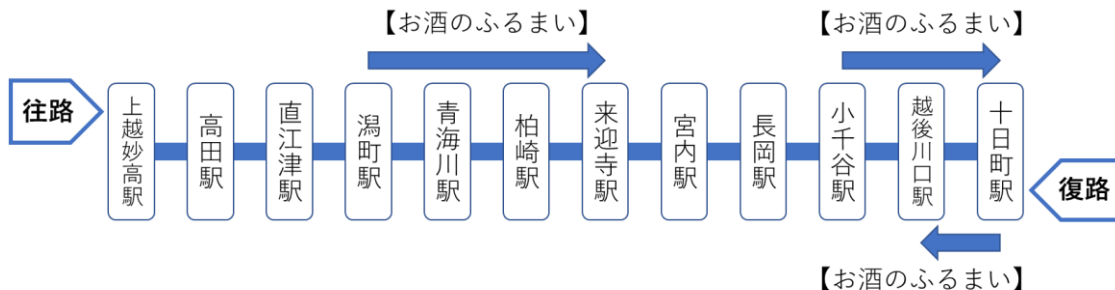 【お酒のふるまい】
【お酒のふるまい】
往路
上越妙高駅
高田駅
直江津駅
潟町駅
青海川駅
柏崎駅
来迎寺駅
宮内駅
長岡駅
小千谷駅
越後川口駅
十日町駅
復路
【お酒のふるまい】